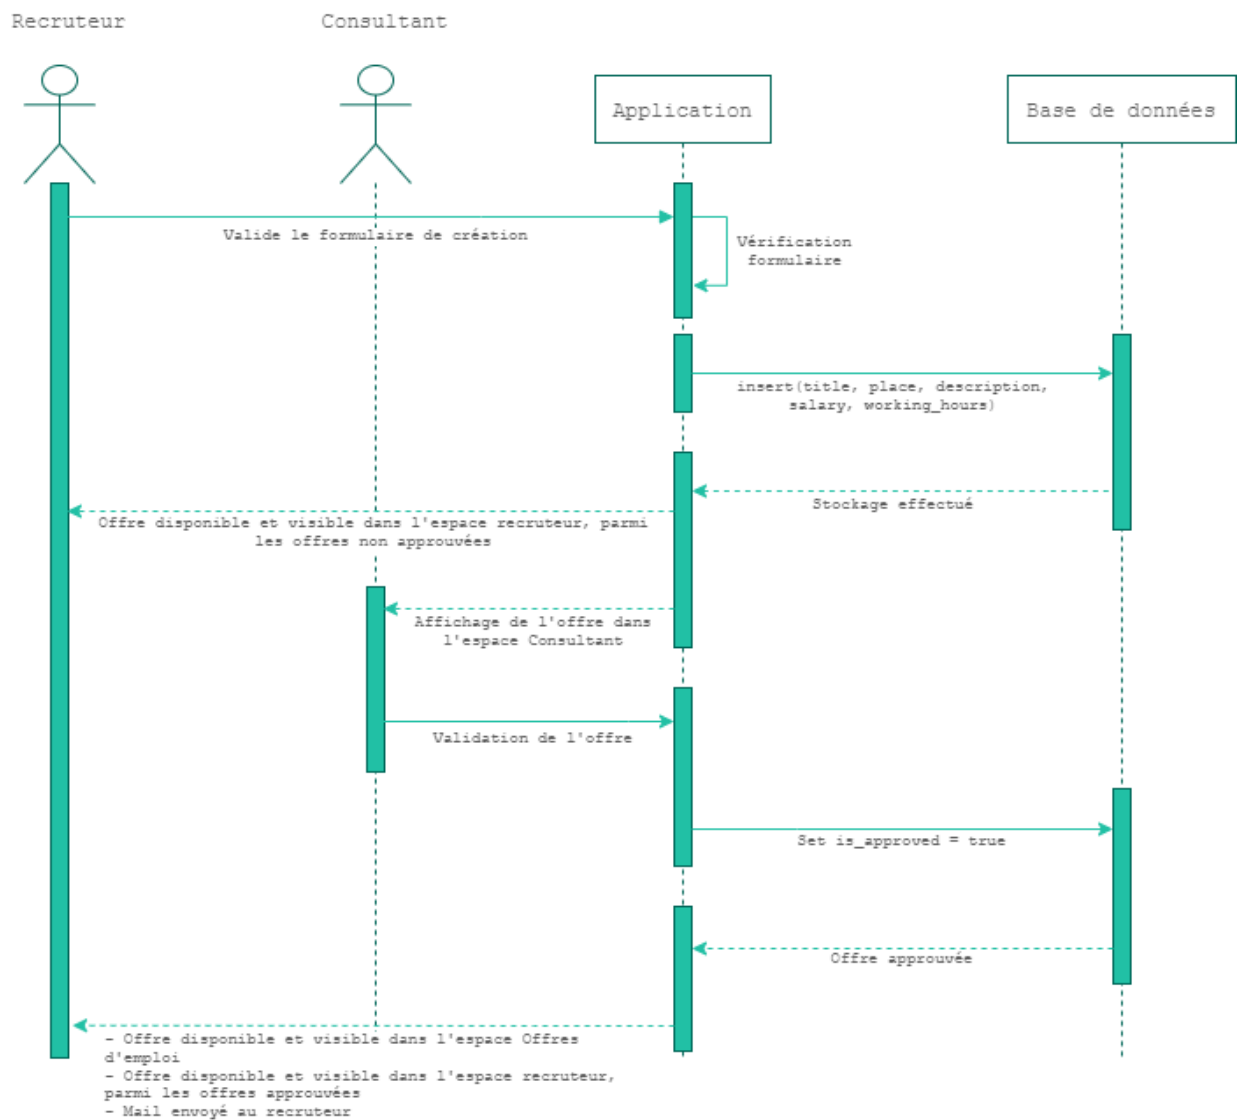 Recruteur
Consultant
Application
Base de données
Valide le formulaire de création
Vérification
formulaire
insert(title, place, description,
salary, working_hours)
Stockage effectué
Offre disponible et visible dans l'espace recruteur, parmi
les offres non approuvées
Affichage de l'offre dans
l'espace Consultant
Validation de l'offre
Set is_approved = true
Offre approuvée
- Offre disponible et visible dans l'espace Offres
d'emploi
- Offre disponible et visible dans l'espace recruteur,
parmi les offres approuvées
- Mail envoyé au recruteur